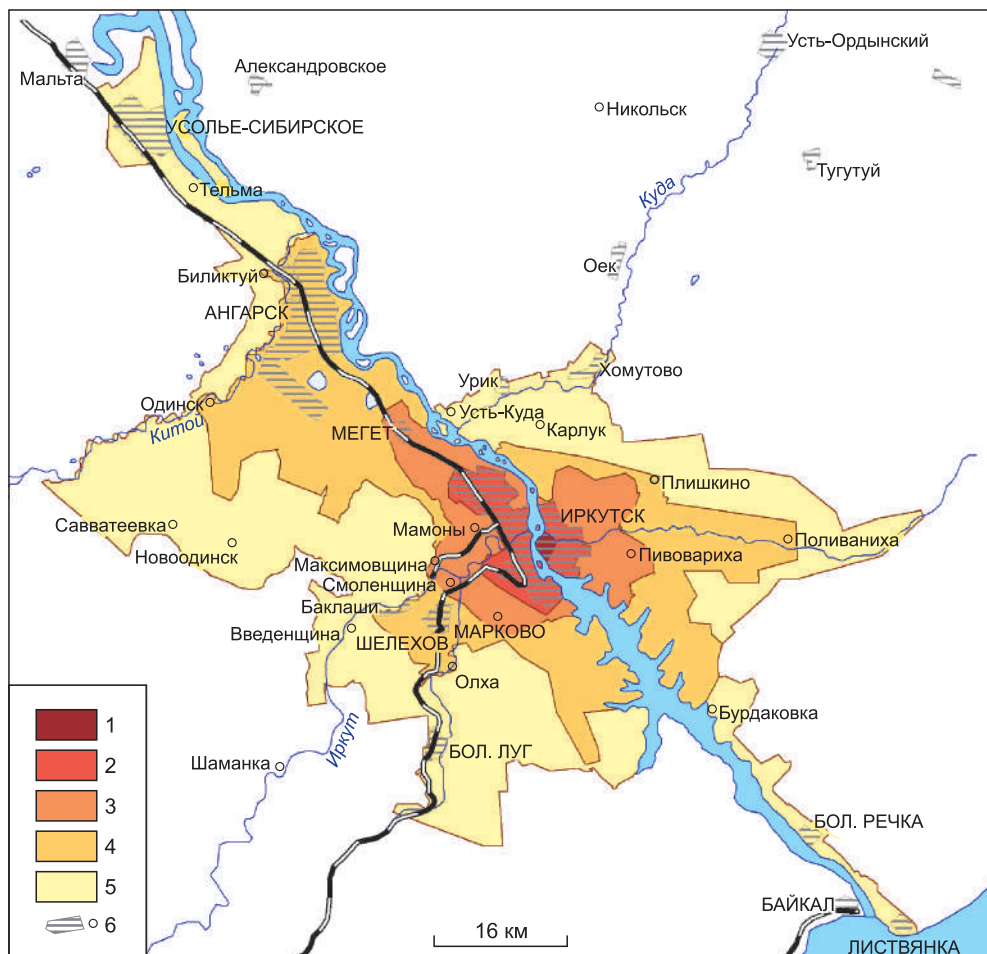 Усть-Ордынский
Мальта
Александровское
Никольск
УСОЛЬЕ-СИБИРСКОЕ
Тугутуй
Тельма
Куда
Оек
Биликтуй
АНГАРСК
Хомутово
Урик
Одинск
Усть-Куда
Китой
МЕГЕТ
Карлук
Плишкино
ИРКУТСК
Савватеевка
Мамоны
Поливаниха
Новоодинск
Пивовариха
Максимовщина
Смоленщина
Баклаши
Введенщина
ШЕЛЕХОВ
МАРКОВО
Олха
Бурдаковка
Иркут
1
БОЛ. ЛУГ
2
Шаманка
3
4
БОЛ. РЕЧКА
5
6
16 км
БАЙКАЛ
ЛИСТВЯНКА